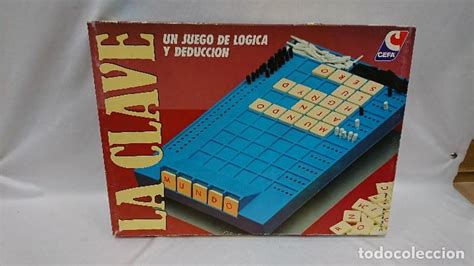 LA CLAVE
UN JUEGO DE LOGICA
Y DEDUCCION
CEFA
MUNDO
todocoleccion